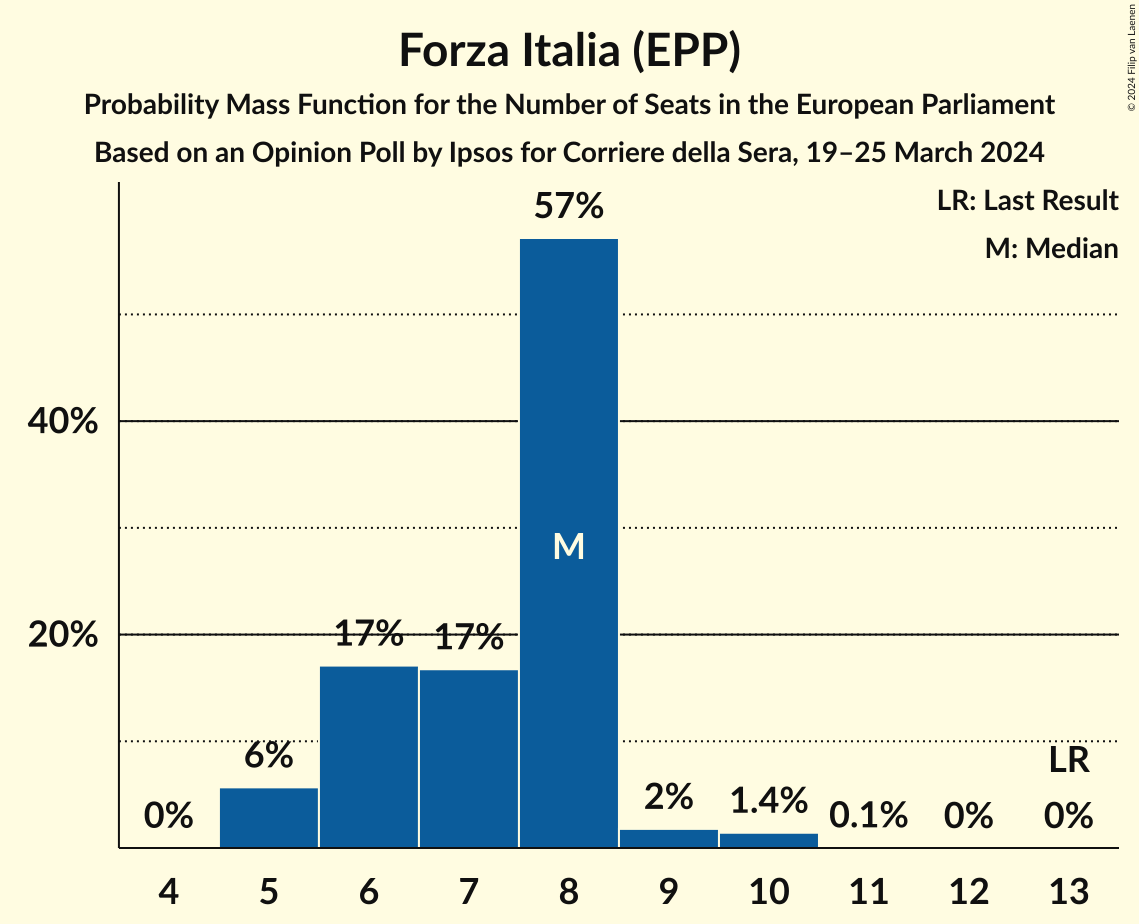 Forza Italia (EPP)
Probability Mass Function for the Number of Seats in the European Parliament
Based on an Opinion Poll by Ipsos for Corriere della Sera, 19–25 March 2024
© 2024 Filip van Laenen
LR: Last Result
M: Median
57%
40%
M
20%
17%
17%
6%
LR
0%
2%
1.4%
0.1%
0%
0%
4
5
6
7
8
9
10
11
12
13